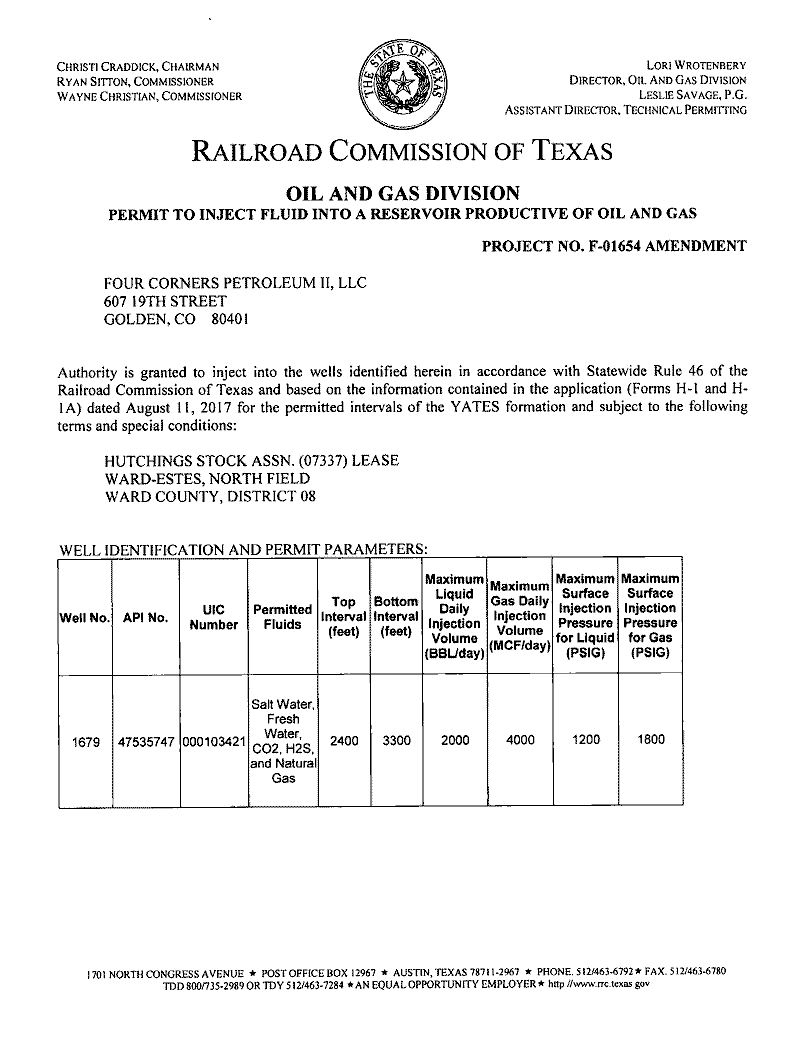 CHRISTI CRADDICK, CHAIRMAN
RYAN SITTON, COMMISSIONER
WAYNE CHRISTIAN, COMMISSIONER
THE STATE OF TEXAS
LORI WROTENBERY
DIRECTOR, OIL AND GAS DIVISION
LESLIE SAVAGE, P.G.
ASSISTANT DIRECTOR, TECHNICAL PERMITTING
RAILROAD COMMISSION OF TEXAS
OIL AND GAS DIVISION
PERMIT TO INJECT FLUID INTO A RESERVOIR PRODUCTIVE OF OIL AND GAS
PROJECT NO. F-01654 AMENDMENT
FOUR CORNERS PETROLEUM II, LLC
607 19TH STREET
GOLDEN, CO 80401
Authority is granted to inject into the wells identified herein in accordance with Statewide Rule 46 of the
Railroad Commission of Texas and based on the information contained in the application (Forms H-1 and H-
1A) dated August 11, 2017 for the permitted intervals of the YATES formation and subject to the following
terms and special conditions:
HUTCHINGS STOCK ASSN. (07337) LEASE
WARD-ESTES, NORTH FIELD
WARD COUNTY, DISTRICT 08
WELL IDENTIFICATION AND PERMIT PARAMETERS:
Well No.
API No.
UIC
Number
Permitted
Fluids
Top
Interval
(feet)
Bottom
Interval
(feet)
Maximum
Liquid
Daily
Injection
Volume
(BBL/day)
Maximum
Gas Daily
Injection
Volume
(MCF/day)
Maximum
Surface
Injection
Pressure
for Liquid
(PSIG)
Maximum
Surface
Injection
Pressure
for Gas
(PSIG)
1679
47535747
000103421
Salt Water,
Fresh
Water,
CO2, H2S,
and Natural
Gas
2400
3300
2000
4000
1200
1800
1701 NORTH CONGRESS AVENUE ★ POST OFFICE BOX 12967 ★ AUSTIN, TEXAS 78711-2967 ★ PHONE. 512/463-6792 ★ FAX. 512/463-6780
TDD 800/735-2989 OR TDY 512/463-7284 ★ AN EQUAL OPPORTUNITY EMPLOYER ★ http //www.rrc.texas gov